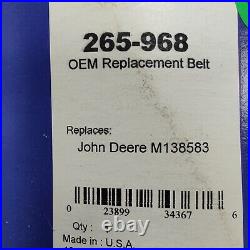 265-968
OEM Replacement Belt
Replaces:
John Deere M138583
0 23899 34367 6
Qty :
Made in : U.S.A.